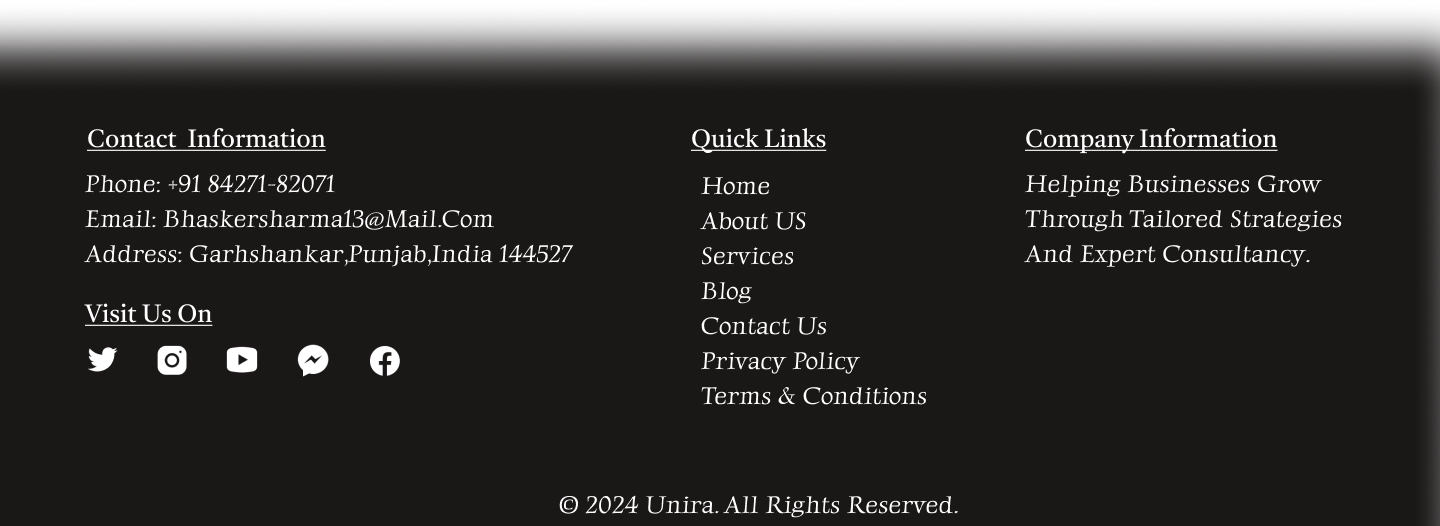 Contact  Information
Phone: +91 84271-82071
Email: Bhaskersharma13@Mail.Com
Address: Garhshankar,Punjab,India 144527
Visit Us On
Quick Links
Home
About US
Services
Blog
Contact Us
Privacy Policy
Terms & Conditions
Company Information
Helping Businesses Grow
Through Tailored Strategies
And Expert Consultancy.
© 2024 Unira. All Rights Reserved.